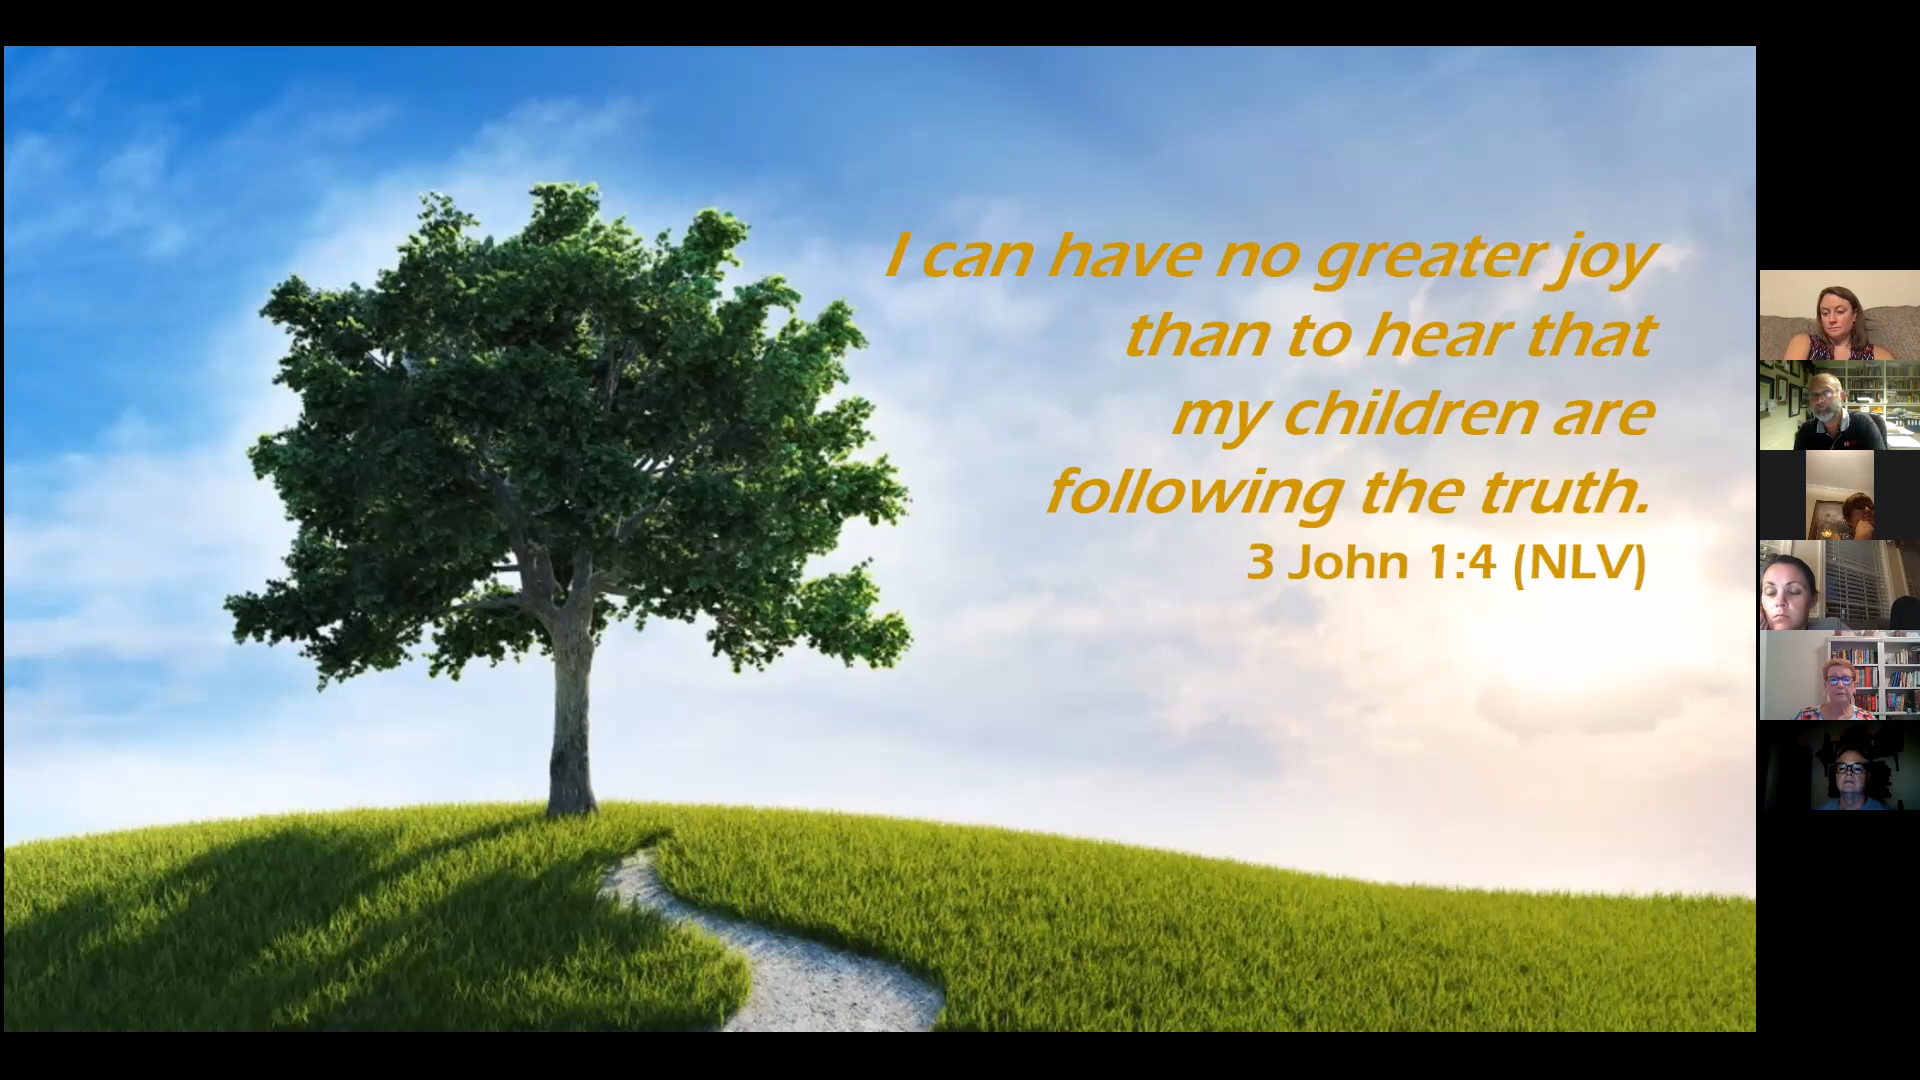 I can have no greater joy
than to hear that
my children are
following the truth.
3 John 1:4 (NLV)